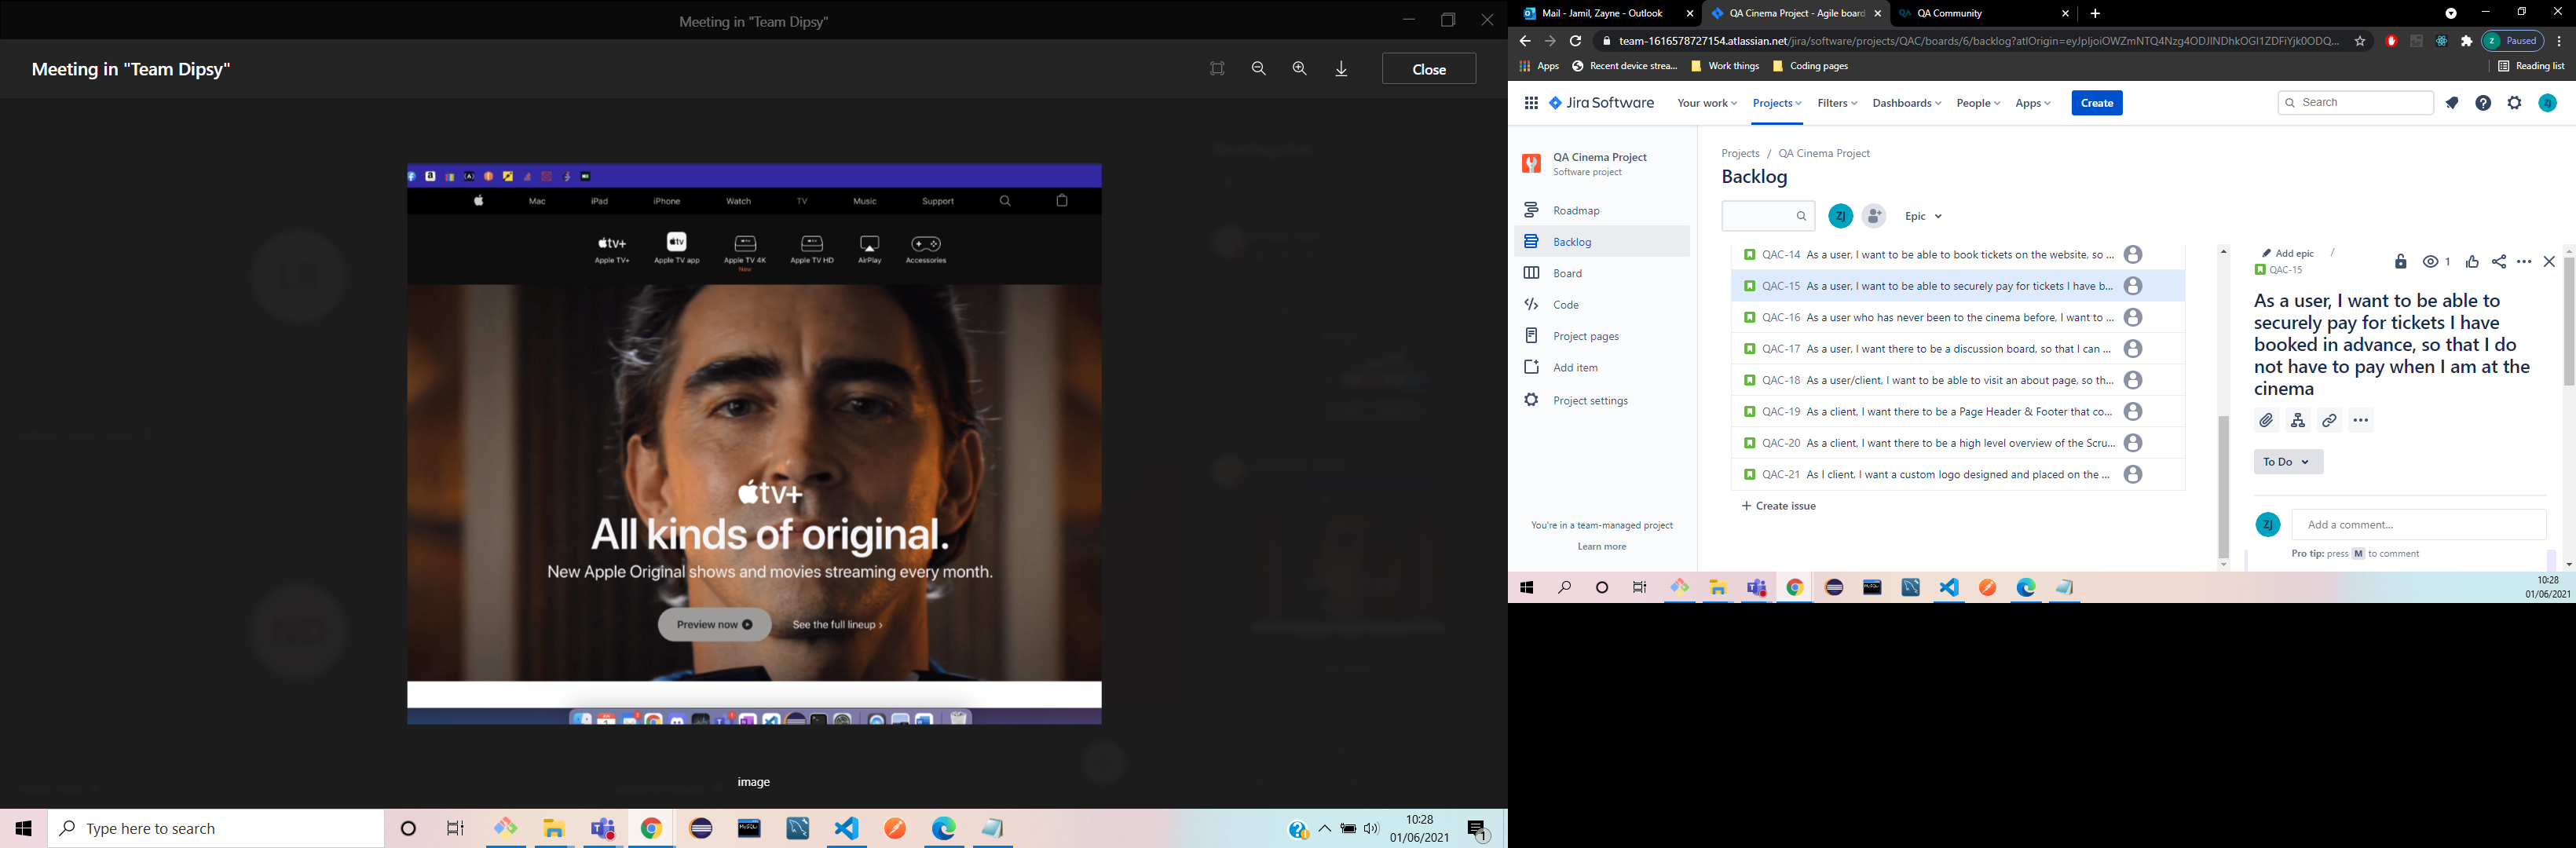 Meeting in "Team Dipsy"
Meeting in "Team Dipsy"
Close
LR
ND
Mac
iPad
iPhone
Watch
TV
Music
Support
tv+
Apple TV+
tv
Apple TV app
Apple TV 4K
New
Apple TV HD
AirPlay
Accessories
tv+
All kinds of original.
New Apple Original shows and movies streaming every month.
Preview now
See the full lineup >
image
Type here to search
10:28
01/06/2021
1
Mail - Jamil, Zayne - Outlook
QA Cinema Project - Agile board
QA Community
team-1616578727154.atlassian.net/jira/software/projects/QAC/boards/6/backlog?atlOrigin=eyJpIjoiOWZmNTQ4Nzg4ODJlNDhkOGI1ZDFiYjk0ODQ...
Z Paused
Apps
Recent device strea...
Work things
Coding pages
Reading list
Jira Software
Your work
Projects
Filters
Dashboards
People
Apps
Create
Search
ZJ
QA Cinema Project
Software project
Roadmap
Backlog
Board
Code
Project pages
Add item
Project settings
You're in a team-managed project
Learn more
Projects / QA Cinema Project
Backlog
ZJ
Epic
QAC-14 As a user, I want to be able to book tickets on the website, so ...
QAC-15 As a user, I want to be able to securely pay for tickets I have b...
QAC-16 As a user who has never been to the cinema before, I want to ...
QAC-17 As a user, I want there to be a discussion board, so that I can ...
QAC-18 As a user/client, I want to be able to visit an about page, so th...
QAC-19 As a client, I want there to be a Page Header & Footer that co...
QAC-20 As a client, I want there to be a high level overview of the Scru...
QAC-21 As I client, I want a custom logo designed and placed on the ...
+ Create issue
Add epic /
QAC-15
1
As a user, I want to be able to
securely pay for tickets I have
booked in advance, so that I do
not have to pay when I am at the
cinema
To Do
ZJ
Add a comment...
Pro tip: press M to comment
10:28
01/06/2021